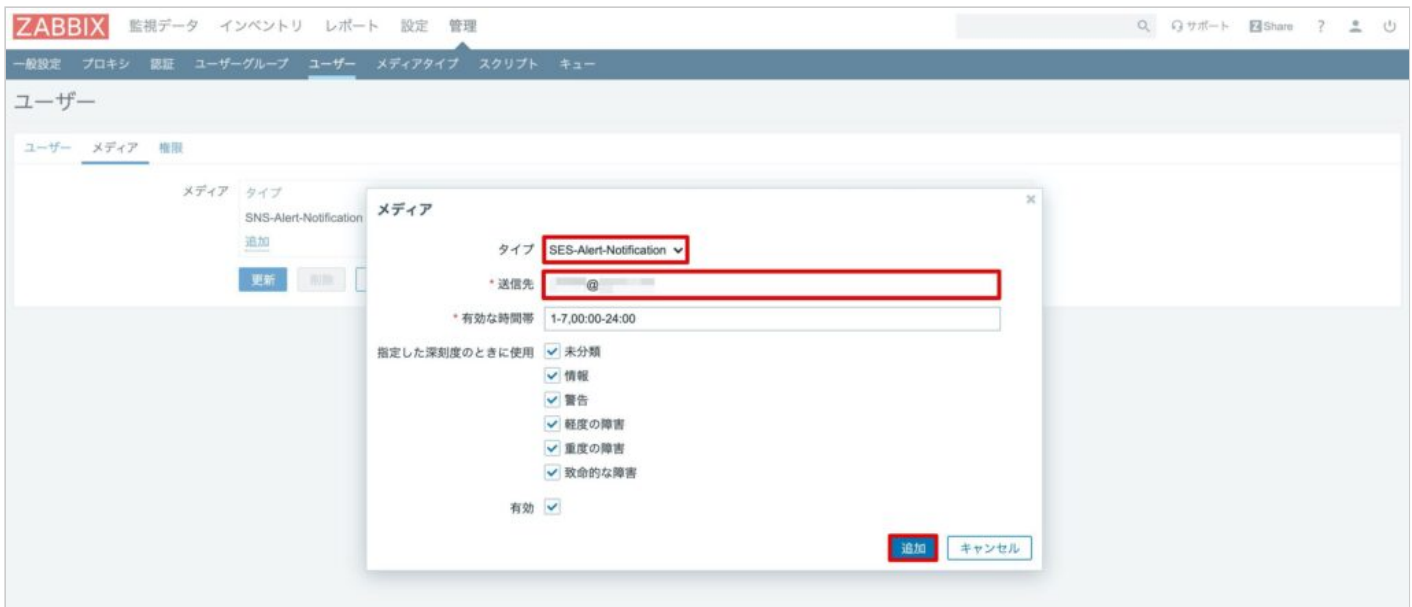 ZABBIX 監視データ インベントリ レポート 設定 管理 サポート Z Share ?
一般設定 プロキシ 認証 ユーザーグループ ユーザー メディアタイプ スクリプト キュー
ユーザー
ユーザー メディア 権限
メディア タイプ
SNS-Alert-Notification
追加
更新 削除
メディア
タイプ SES-Alert-Notification
* 送信先 @
* 有効な時間帯 1-7,00:00-24:00
指定した深刻度のときに使用 未分類
情報
警告
軽度の障害
重度の障害
致命的な障害
有効
追加 キャンセル